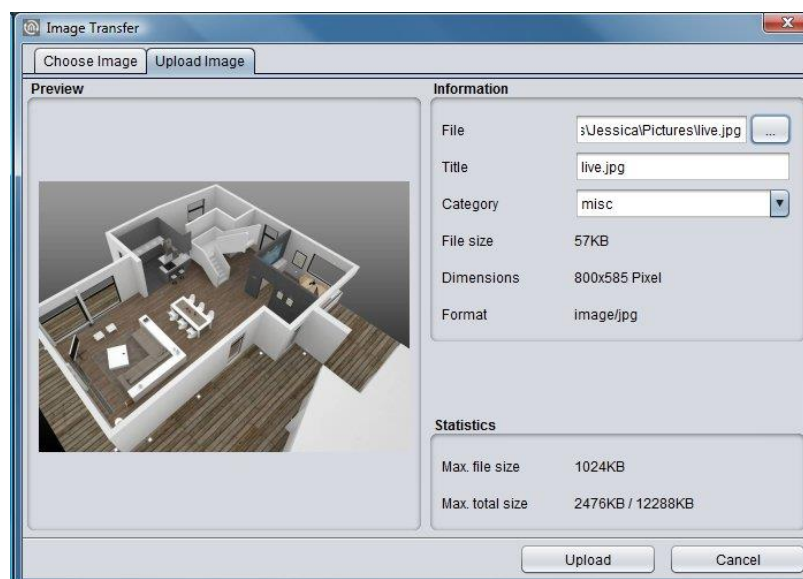 Image Transfer
Choose Image Upload Image
Preview
Information
File s\Jessica\Pictures\live.jpg ...
Title live.jpg
Category misc
File size 57KB
Dimensions 800x585 Pixel
Format image/jpg
Statistics
Max. file size 1024KB
Max. total size 2476KB / 12288KB
Upload Cancel